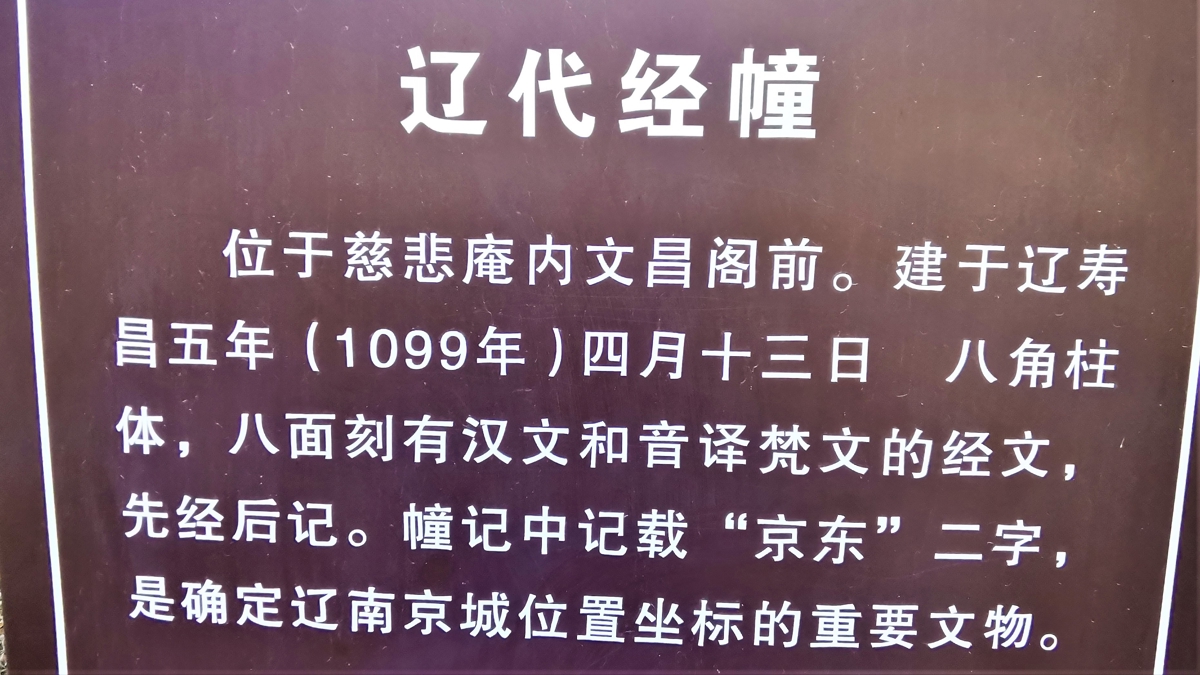 辽代经幢
位于慈悲庵内文昌阁前。建于辽寿
昌五年(1099年)四月十三日 八角柱
体，八面刻有汉文和音译梵文的经文，
先经后记。幢记中记载“京东”二字，
是确定辽南京城位置坐标的重要文物。